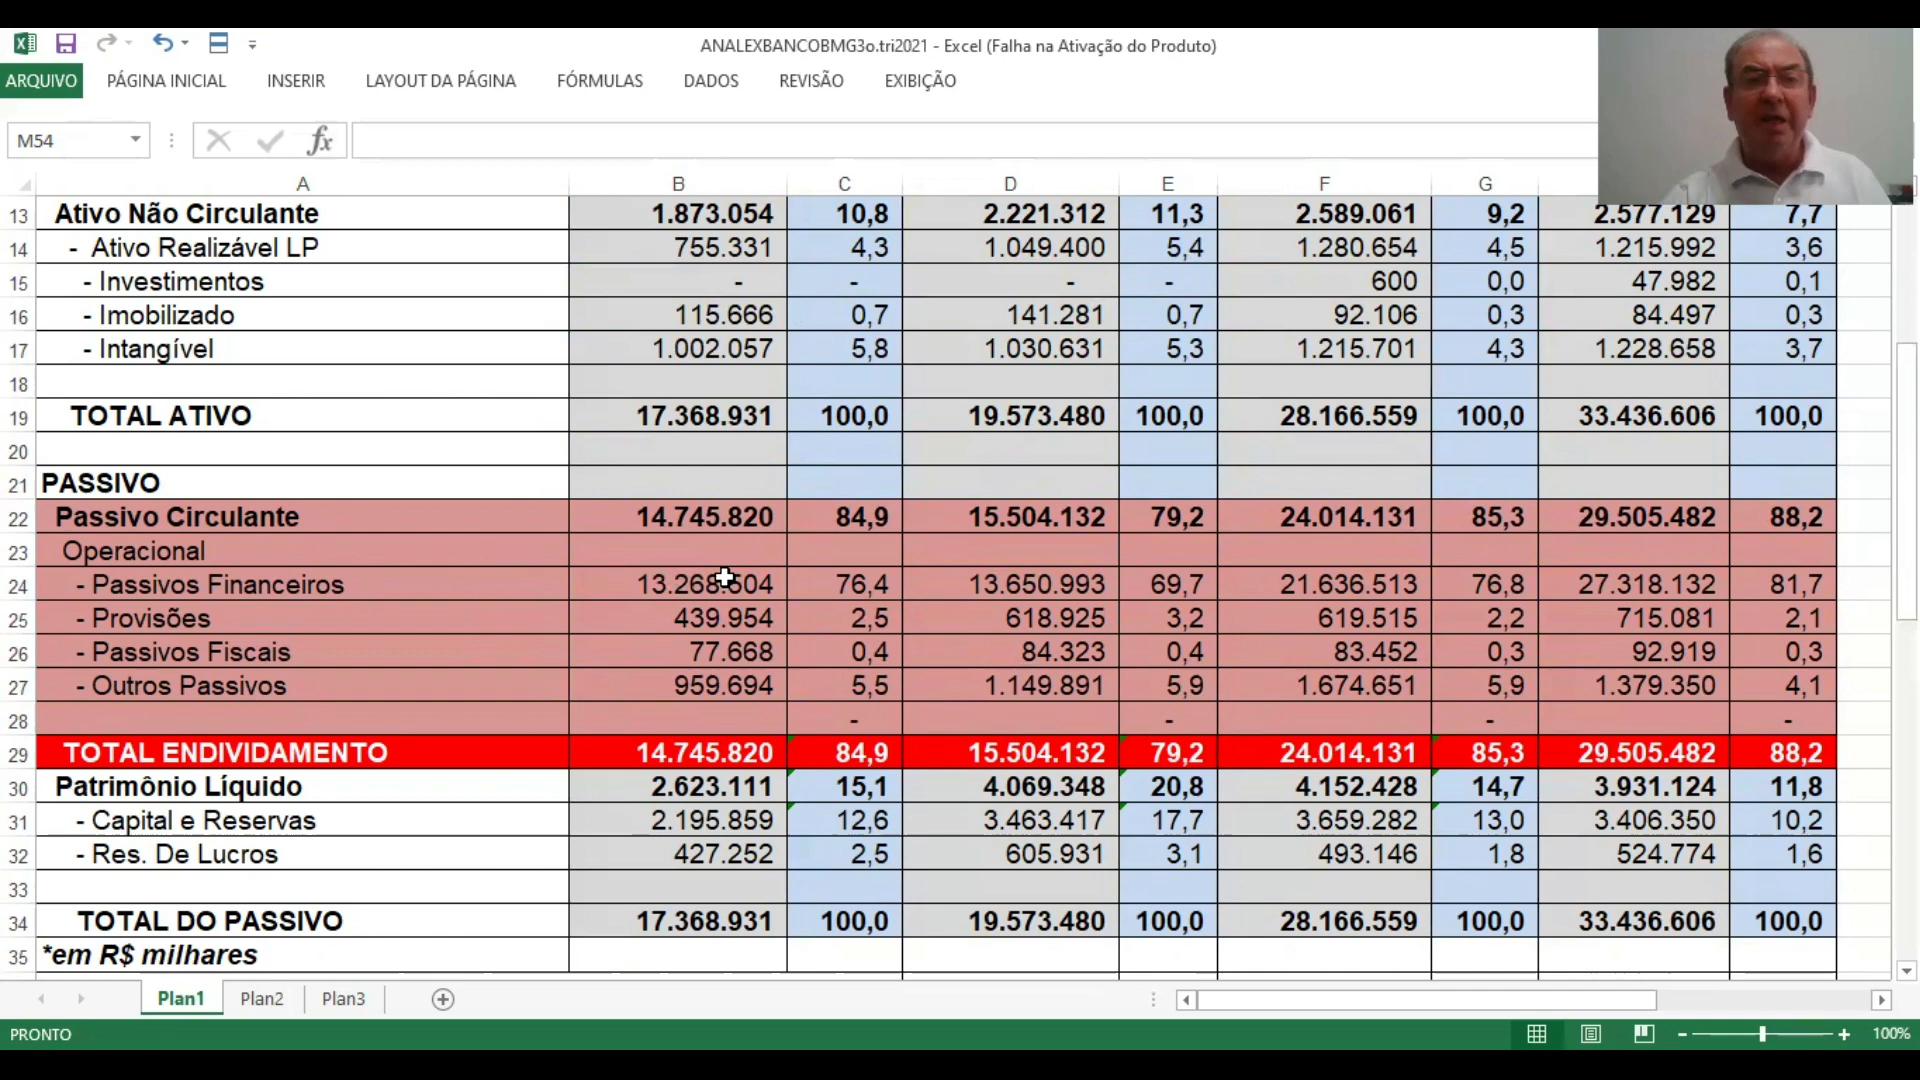 ANALEXBANCOBMG3o.tri2021 - Excel (Falha na Ativação do Produto)
ARQUIVO PÁGINA INICIAL INSERIR LAYOUT DA PÁGINA FÓRMULAS DADOS REVISÃO EXIBIÇÃO
M54 fx
A B C D E F G
13 Ativo Não Circulante 1.873.054 10,8 2.221.312 11,3 2.589.061 9,2 2.577.129 7,7
14 - Ativo Realizável LP 755.331 4,3 1.049.400 5,4 1.280.654 4,5 1.215.992 3,6
15 - Investimentos - - - - 600 0,0 47.982 0,1
16 - Imobilizado 115.666 0,7 141.281 0,7 92.106 0,3 84.497 0,3
17 - Intangível 1.002.057 5,8 1.030.631 5,3 1.215.701 4,3 1.228.658 3,7
18
19 TOTAL ATIVO 17.368.931 100,0 19.573.480 100,0 28.166.559 100,0 33.436.606 100,0
20
21 PASSIVO
22 Passivo Circulante 14.745.820 84,9 15.504.132 79,2 24.014.131 85,3 29.505.482 88,2
23 Operacional
24 - Passivos Financeiros 13.268.504 76,4 13.650.993 69,7 21.636.513 76,8 27.318.132 81,7
25 - Provisões 439.954 2,5 618.925 3,2 619.515 2,2 715.081 2,1
26 - Passivos Fiscais 77.668 0,4 84.323 0,4 83.452 0,3 92.919 0,3
27 - Outros Passivos 959.694 5,5 1.149.891 5,9 1.674.651 5,9 1.379.350 4,1
28 - - - -
29 TOTAL ENDIVIDAMENTO 14.745.820 84,9 15.504.132 79,2 24.014.131 85,3 29.505.482 88,2
30 Patrimônio Líquido 2.623.111 15,1 4.069.348 20,8 4.152.428 14,7 3.931.124 11,8
31 - Capital e Reservas 2.195.859 12,6 3.463.417 17,7 3.659.282 13,0 3.406.350 10,2
32 - Res. De Lucros 427.252 2,5 605.931 3,1 493.146 1,8 524.774 1,6
33
34 TOTAL DO PASSIVO 17.368.931 100,0 19.573.480 100,0 28.166.559 100,0 33.436.606 100,0
35 *em R$ milhares
Plan1 Plan2 Plan3
PRONTO 100%